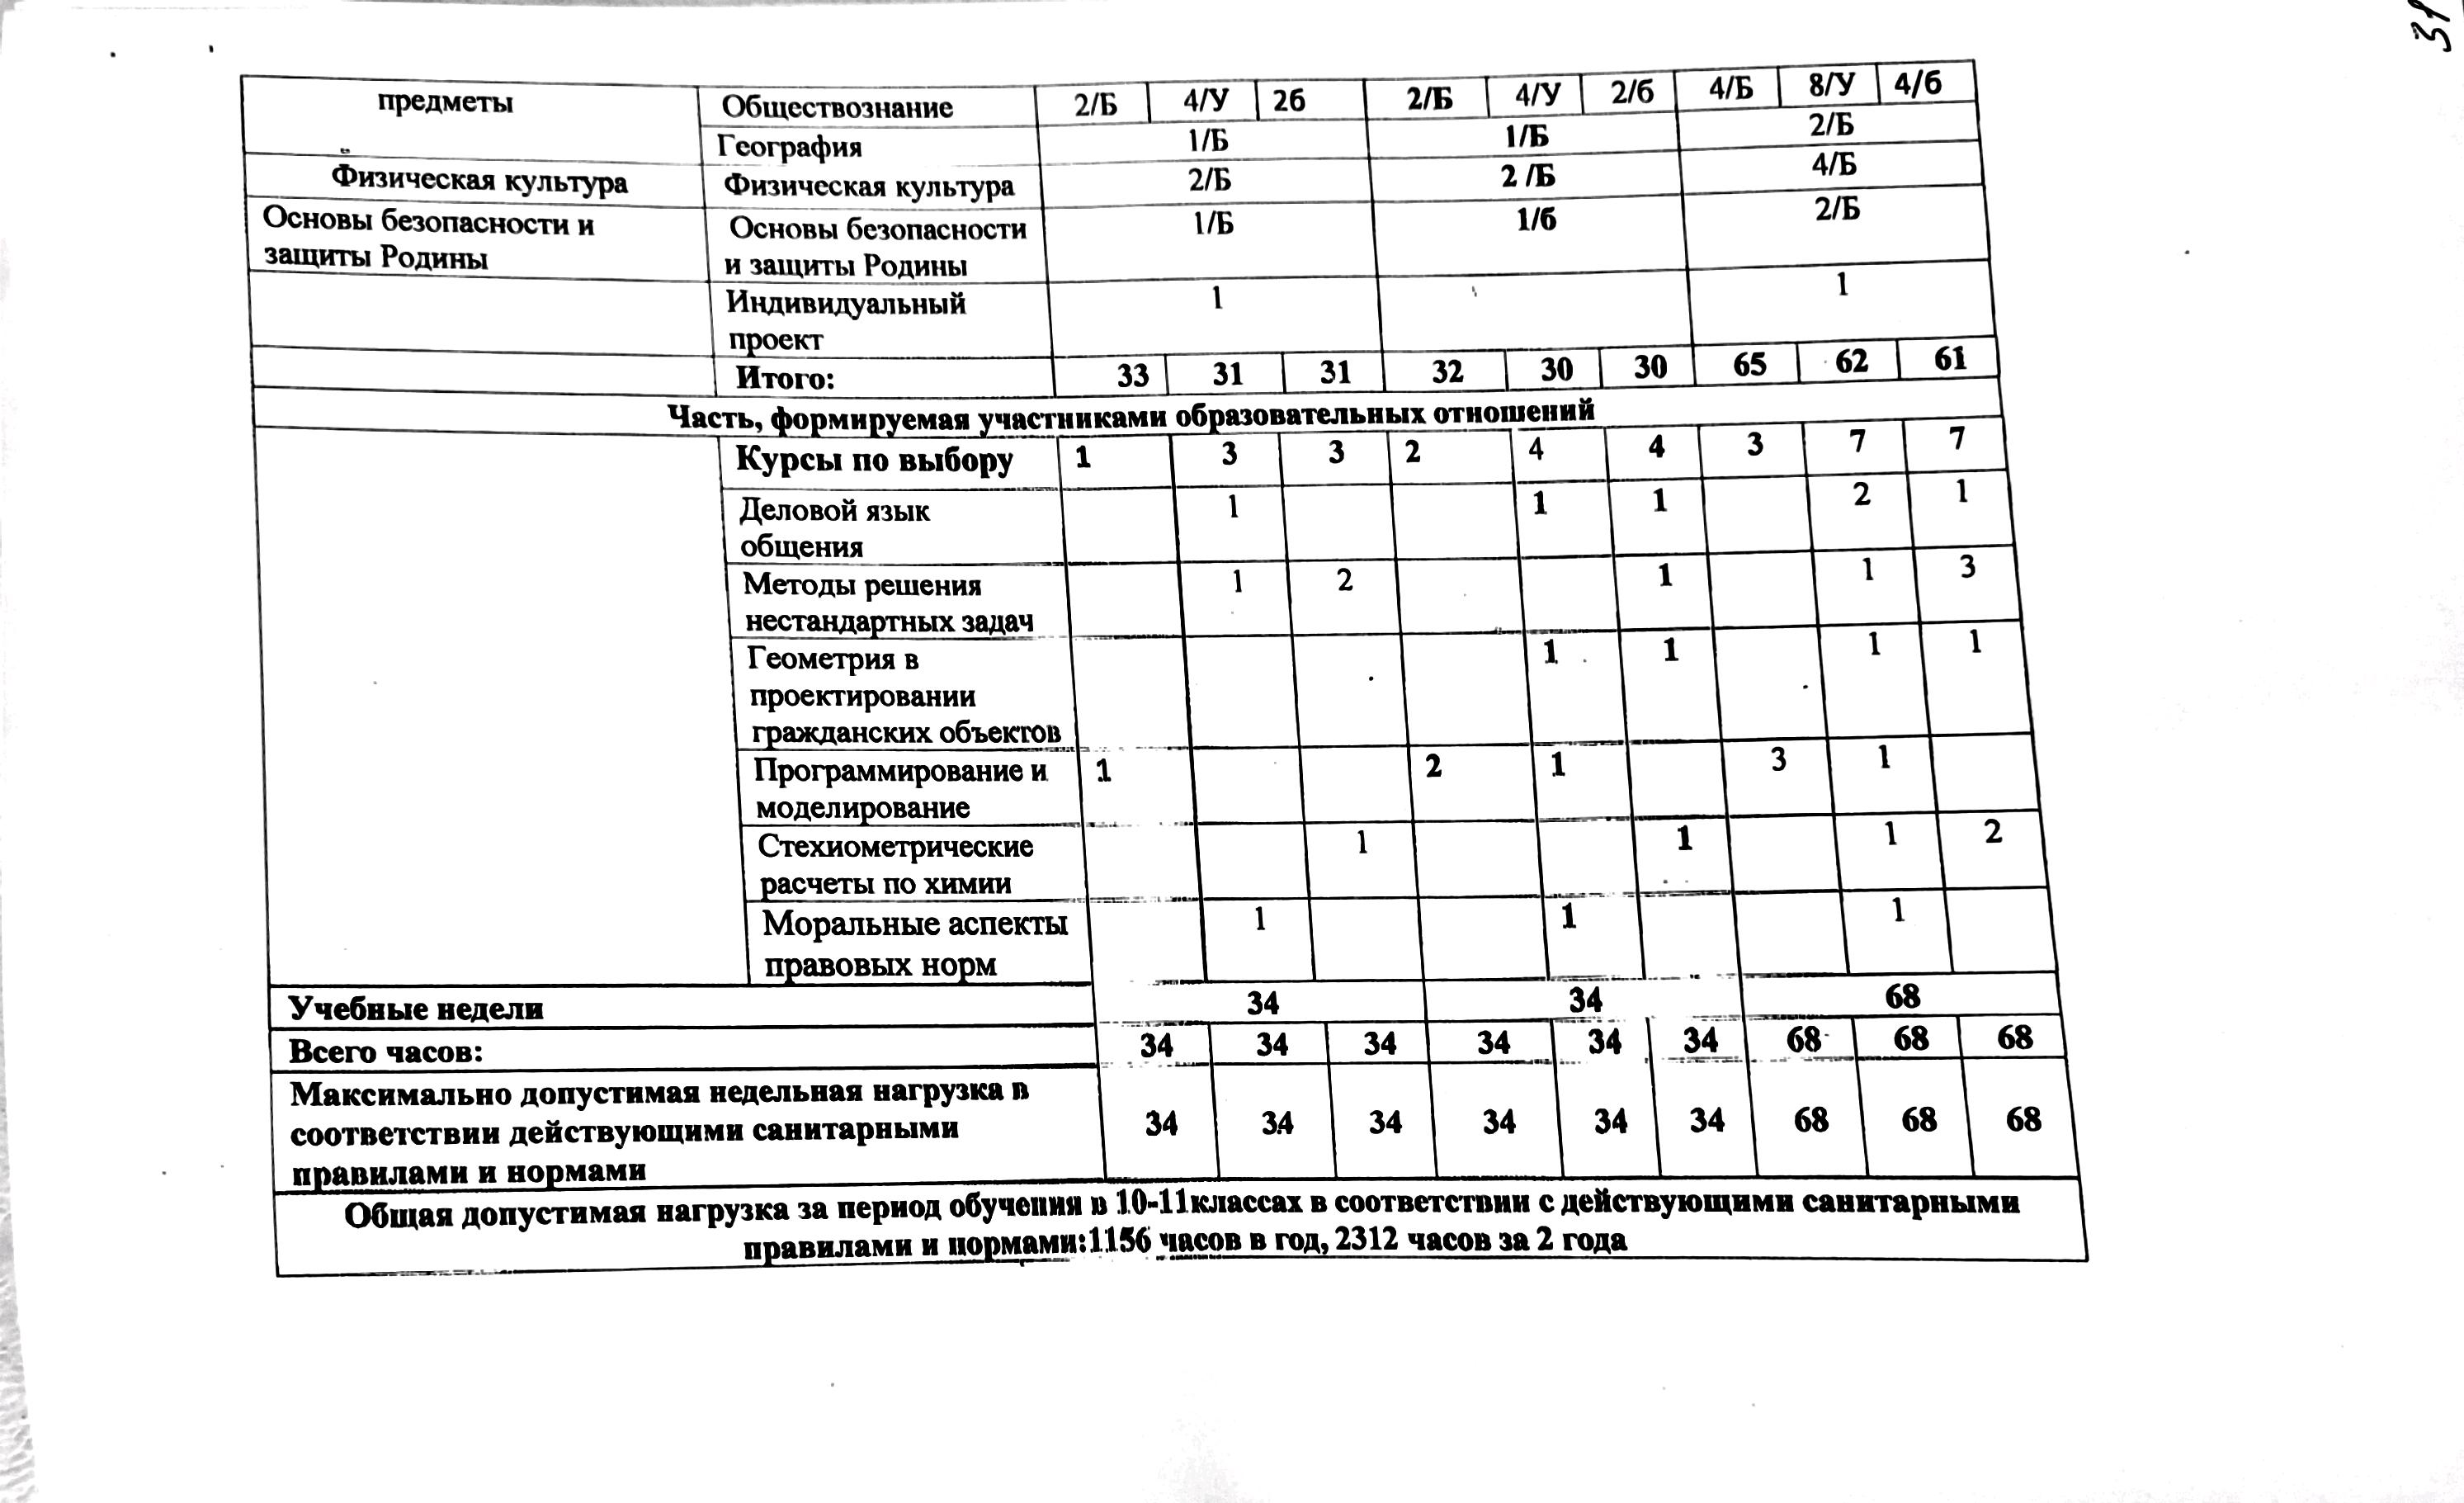 31
предметы Обществознание 2/Б 4/У 2б 2/Б 4/У 2/б 4/Б 8/У 4/б
География 1/Б 1/Б 2/Б
Физическая культура Физическая культура 2/Б 2 /Б 4/Б
Основы безопасности и Основы безопасности 1/Б 1/б 2/Б
защиты Родины и защиты Родины
Индивидуальный 1 1
проект
Итого: 33 31 31 32 30 30 65 62 61
Часть, формируемая участниками образовательных отношений
Курсы по выбору 1 3 3 2 4 4 3 7 7
Деловой язык 1 1 1 2 1
общения
Методы решения 1 2 1 1 3
нестандартных задач
Геометрия в 1 1 1 1
проектировании
гражданских объектов
Программирование и 1 2 1 3 1
моделирование
Стехиометрические 1 1 1 2
расчеты по химии
Моральные аспекты 1 1 1
правовых норм
Учебные недели 34 34 68
Всего часов: 34 34 34 34 34 34 68 68 68
Максимально допустимая недельная нагрузка в
соответствии действующими санитарными 34 34 34 34 34 34 68 68 68
правилами и нормами
Общая допустимая нагрузка за период обучения в 10-11классах в соответствии с действующими санитарными
правилами и нормами:1156 часов в год, 2312 часов за 2 года